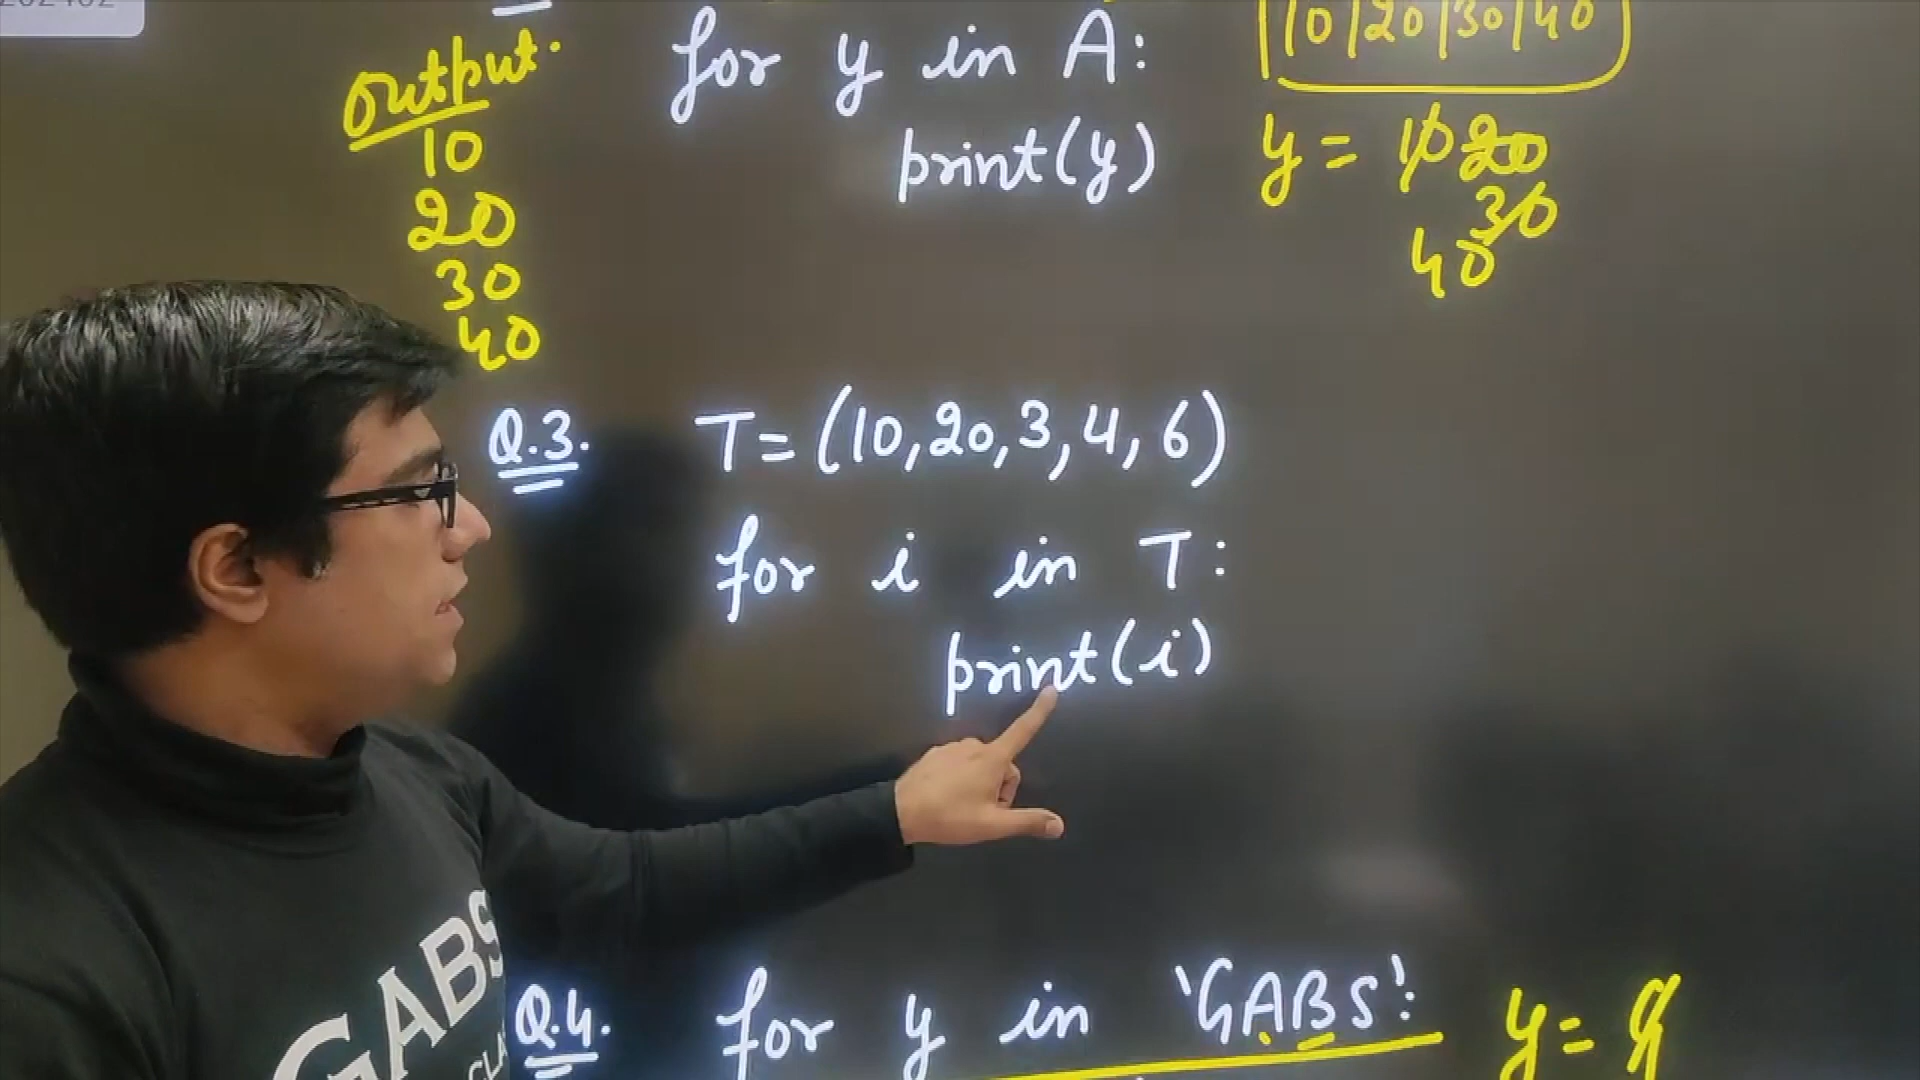 for y in A:
print(y)
10|20|30|40
y = 10 20
30
40
Output:
10
20
30
40
Q.3. T=(10,20,3,4,6)
for i in T:
print(i)
Q.4. for y in 'GABS':
y = G
GABS